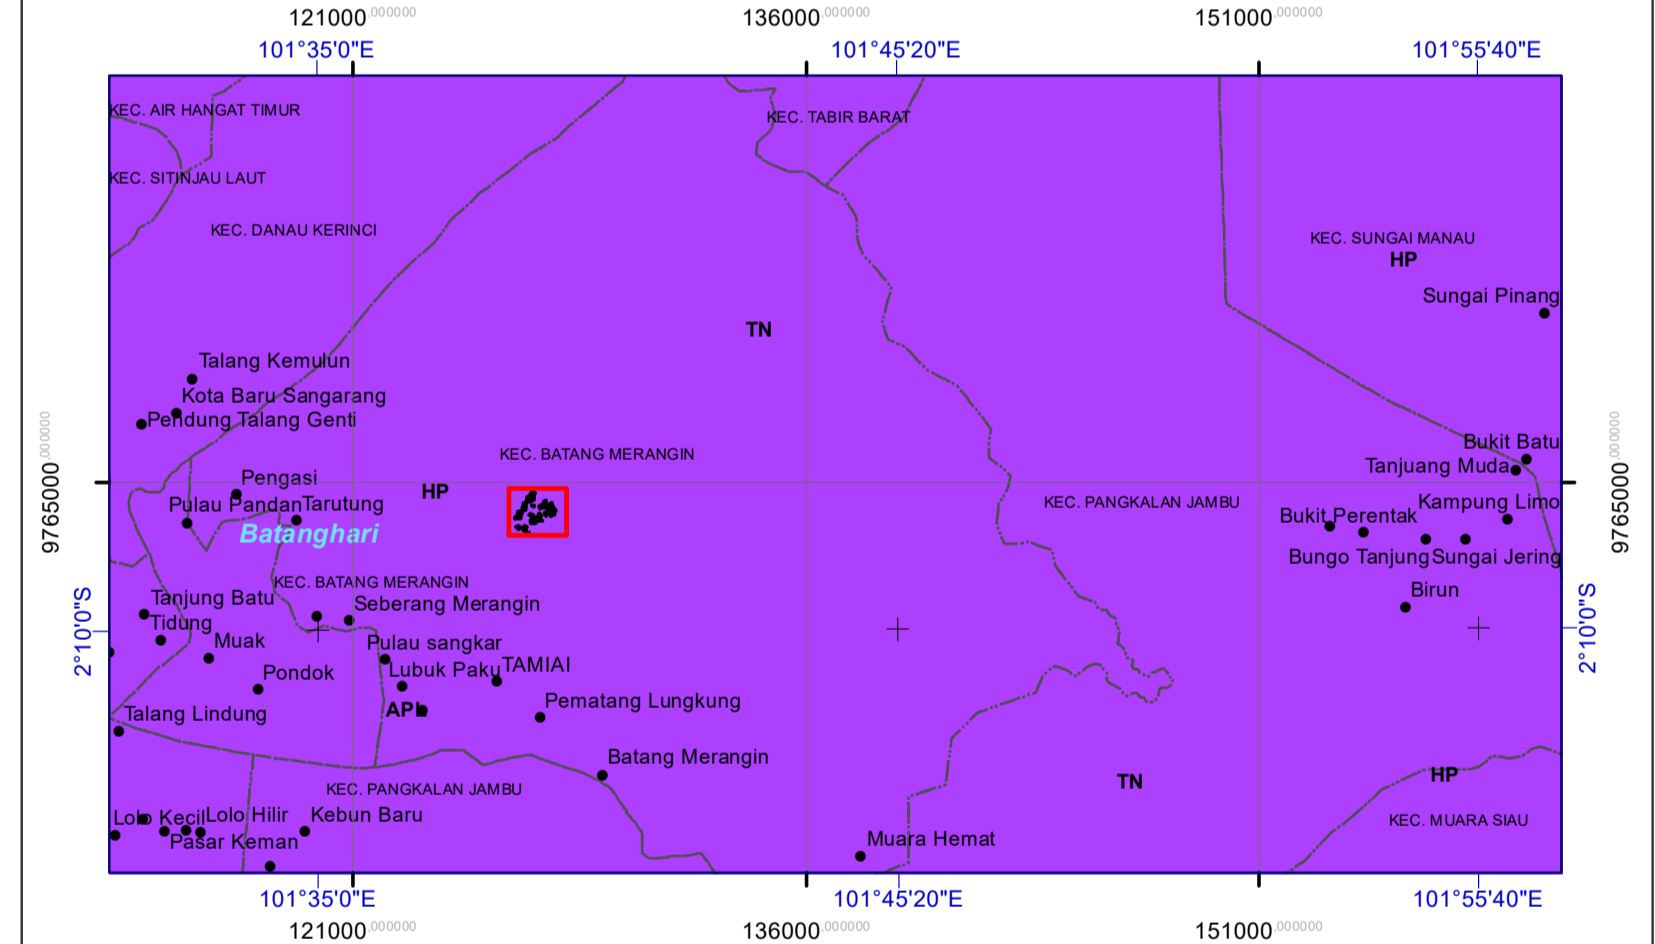 121000,000000 136000,000000 151000,000000
101°35'0"E 101°45'20"E 101°55'40"E
KEC. AIR HANGAT TIMUR
KEC. TABIR BARAT
KEC. SITINJAU LAUT
KEC. DANAU KERINCI
KEC. SUNGAI MANAU
HP
Sungai Pinang
TN
Talang Kemulun
Kota Baru Sangarang
Pendung Talang Genti
Bukit Batu
KEC. BATANG MERANGIN
Tanjuang Muda
Pengasi
HP
9765000,000000
9765000,000000
Pulau Pandan Tarutung
KEC. PANGKALAN JAMBU
Kampung Limo
Bukit Perentak
Batanghari
Bungo Tanjung Sungai Jering
KEC. BATANG MERANGIN
Birun
Tanjung Batu
Seberang Merangin
Tidung
2°10'0"S
2°10'0"S
Muak
Pulau sangkar
Lubuk Paku TAMIAI
Pondok
Pematang Lungkung
APL
Talang Lindung
Batang Merangin
HP
TN
KEC. PANGKALAN JAMBU
Lolo Kecil Lolo Hilir Kebun Baru
KEC. MUARA SIAU
Pasar Keman
Muara Hemat
101°35'0"E 101°45'20"E 101°55'40"E
121000,000000 136000,000000 151000,000000